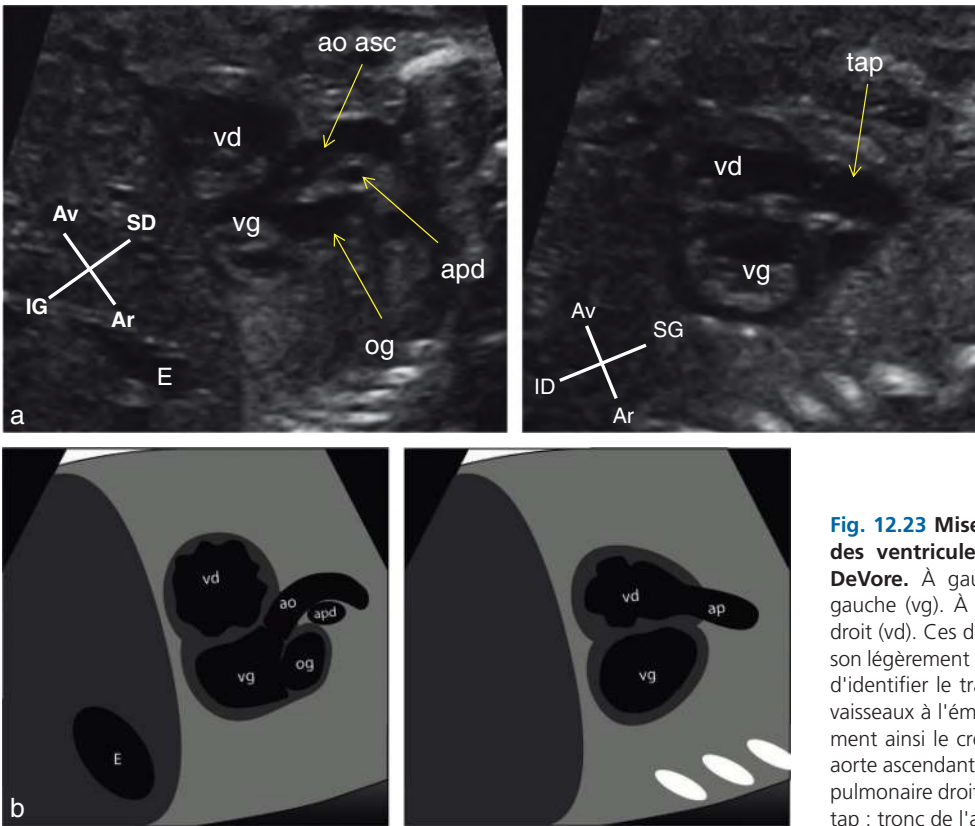 ao asc
vd
vg
Av
SD
IG
Ar
apd
og
E
a
tap
vd
vg
Av
SG
ID
Ar
vd
ao
apd
vg
og
E
b
vd
ap
vg
Fig. 12.23 Mise
des ventricule
DeVore. À gau
gauche (vg). À
droit (vd). Ces d
son légèrement
d'identifier le tra
vaisseaux à l'ém
ment ainsi le cr
aorte ascendant
pulmonaire droit
tap : tronc de l'a